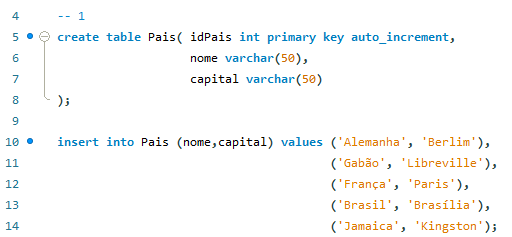 4 -- 1
5 create table Pais( idPais int primary key auto_increment,
6 nome varchar(50),
7 capital varchar(50)
8 );
9
10 insert into Pais (nome,capital) values ('Alemanha', 'Berlim'),
11 ('Gabão', 'Libreville'),
12 ('França', 'Paris'),
13 ('Brasil', 'Brasília'),
14 ('Jamaica', 'Kingston');